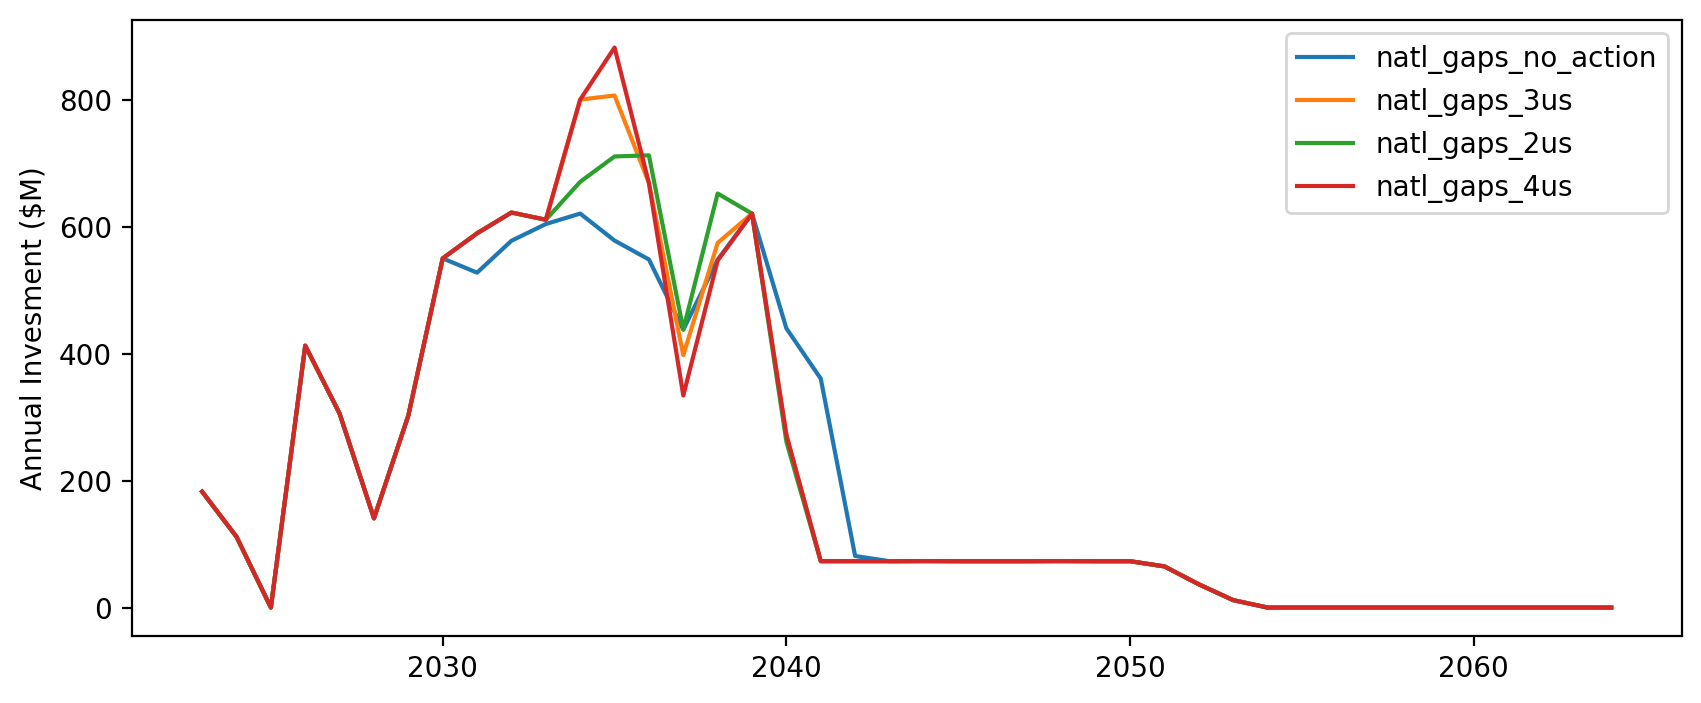 Annual Invesment ($M)
800
600
400
200
0
2030
2040
2050
2060
natl_gaps_no_action
natl_gaps_3us
natl_gaps_2us
natl_gaps_4us